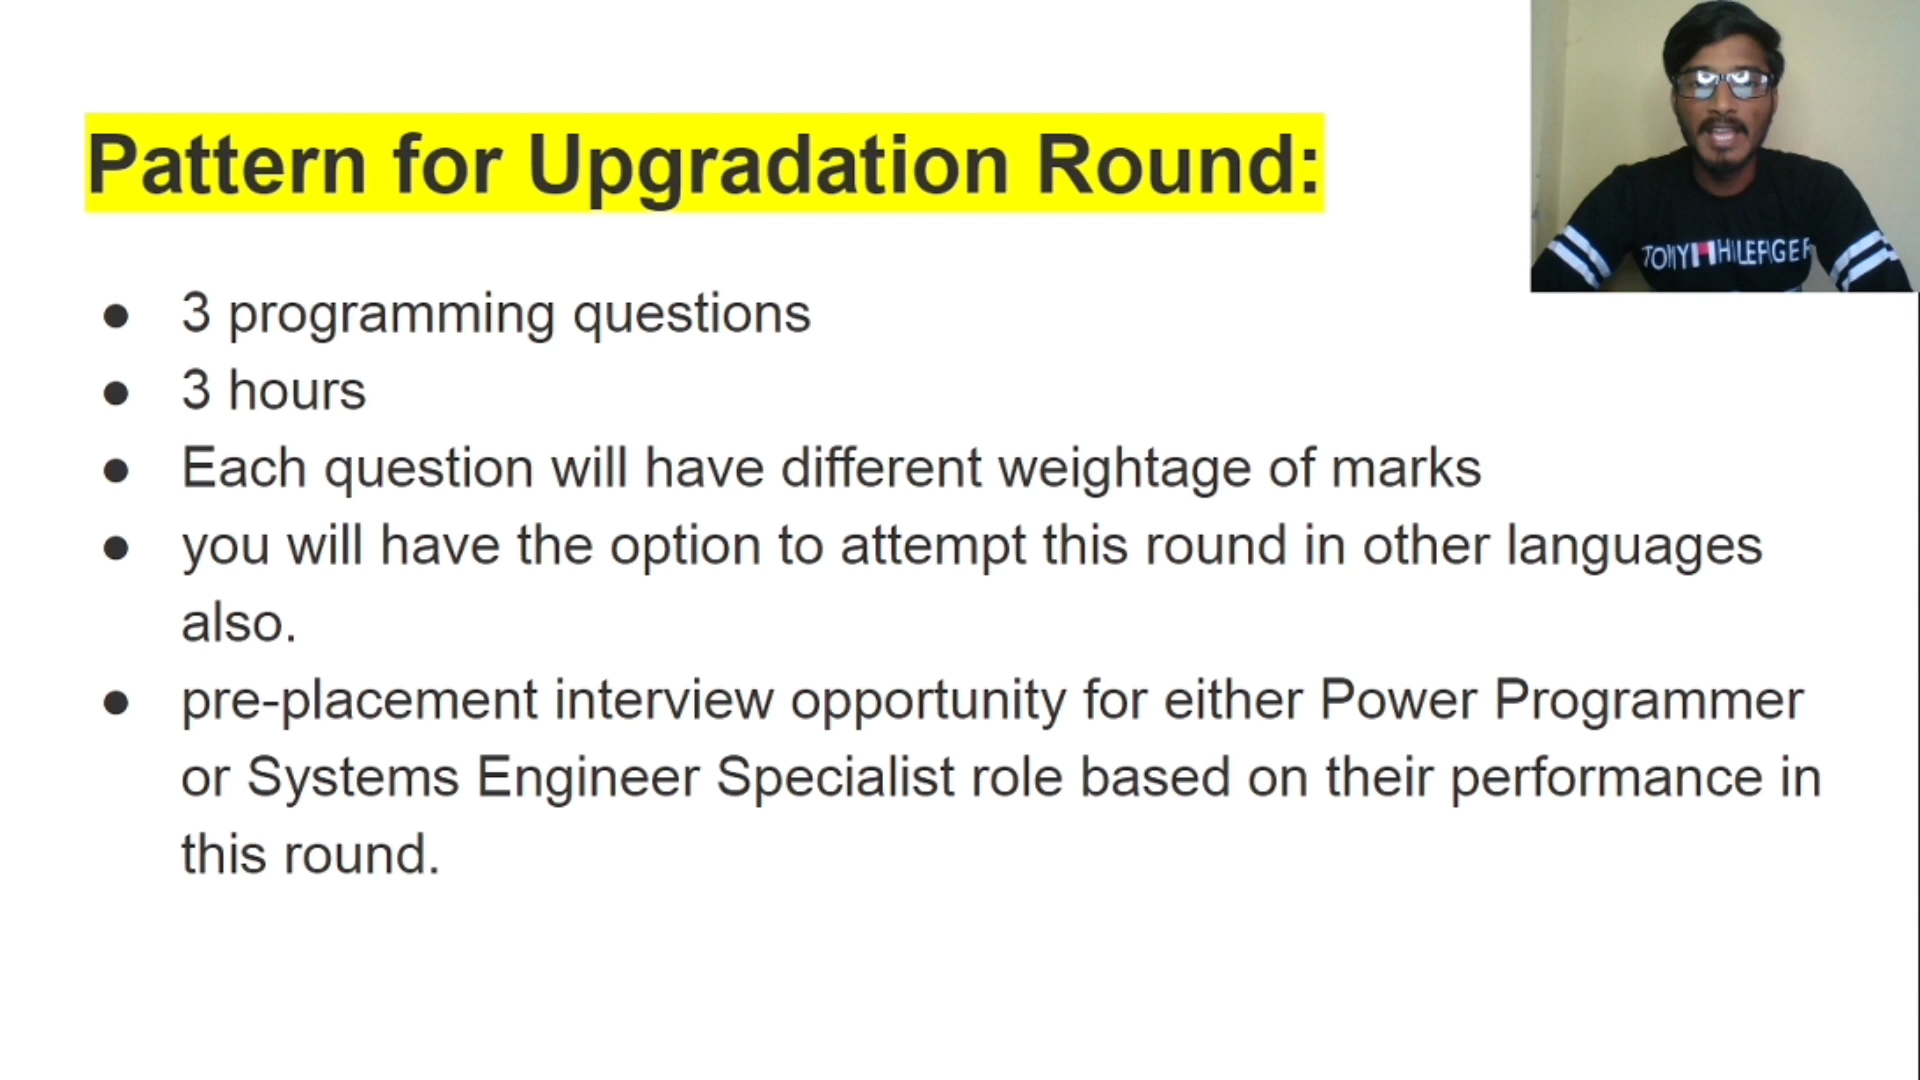 Pattern for Upgradation Round:
● 3 programming questions
● 3 hours
● Each question will have different weightage of marks
● you will have the option to attempt this round in other languages
also.
● pre-placement interview opportunity for either Power Programmer
or Systems Engineer Specialist role based on their performance in
this round.
TOMMY HILFIGER